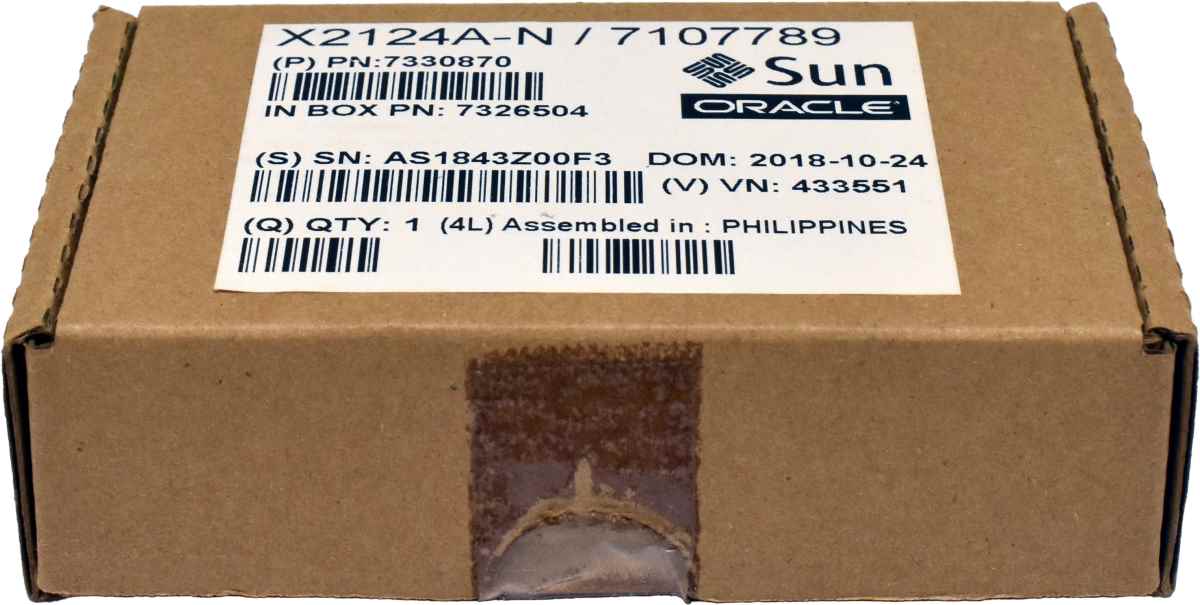 X2124A-N / 7107789
(P) PN:7330870
Sun
ORACLE
IN BOX PN: 7326504
(S) SN: AS1843Z00F3 DOM: 2018-10-24
(V) VN: 433551
(Q) QTY: 1 (4L) Assembled in : PHILIPPINES